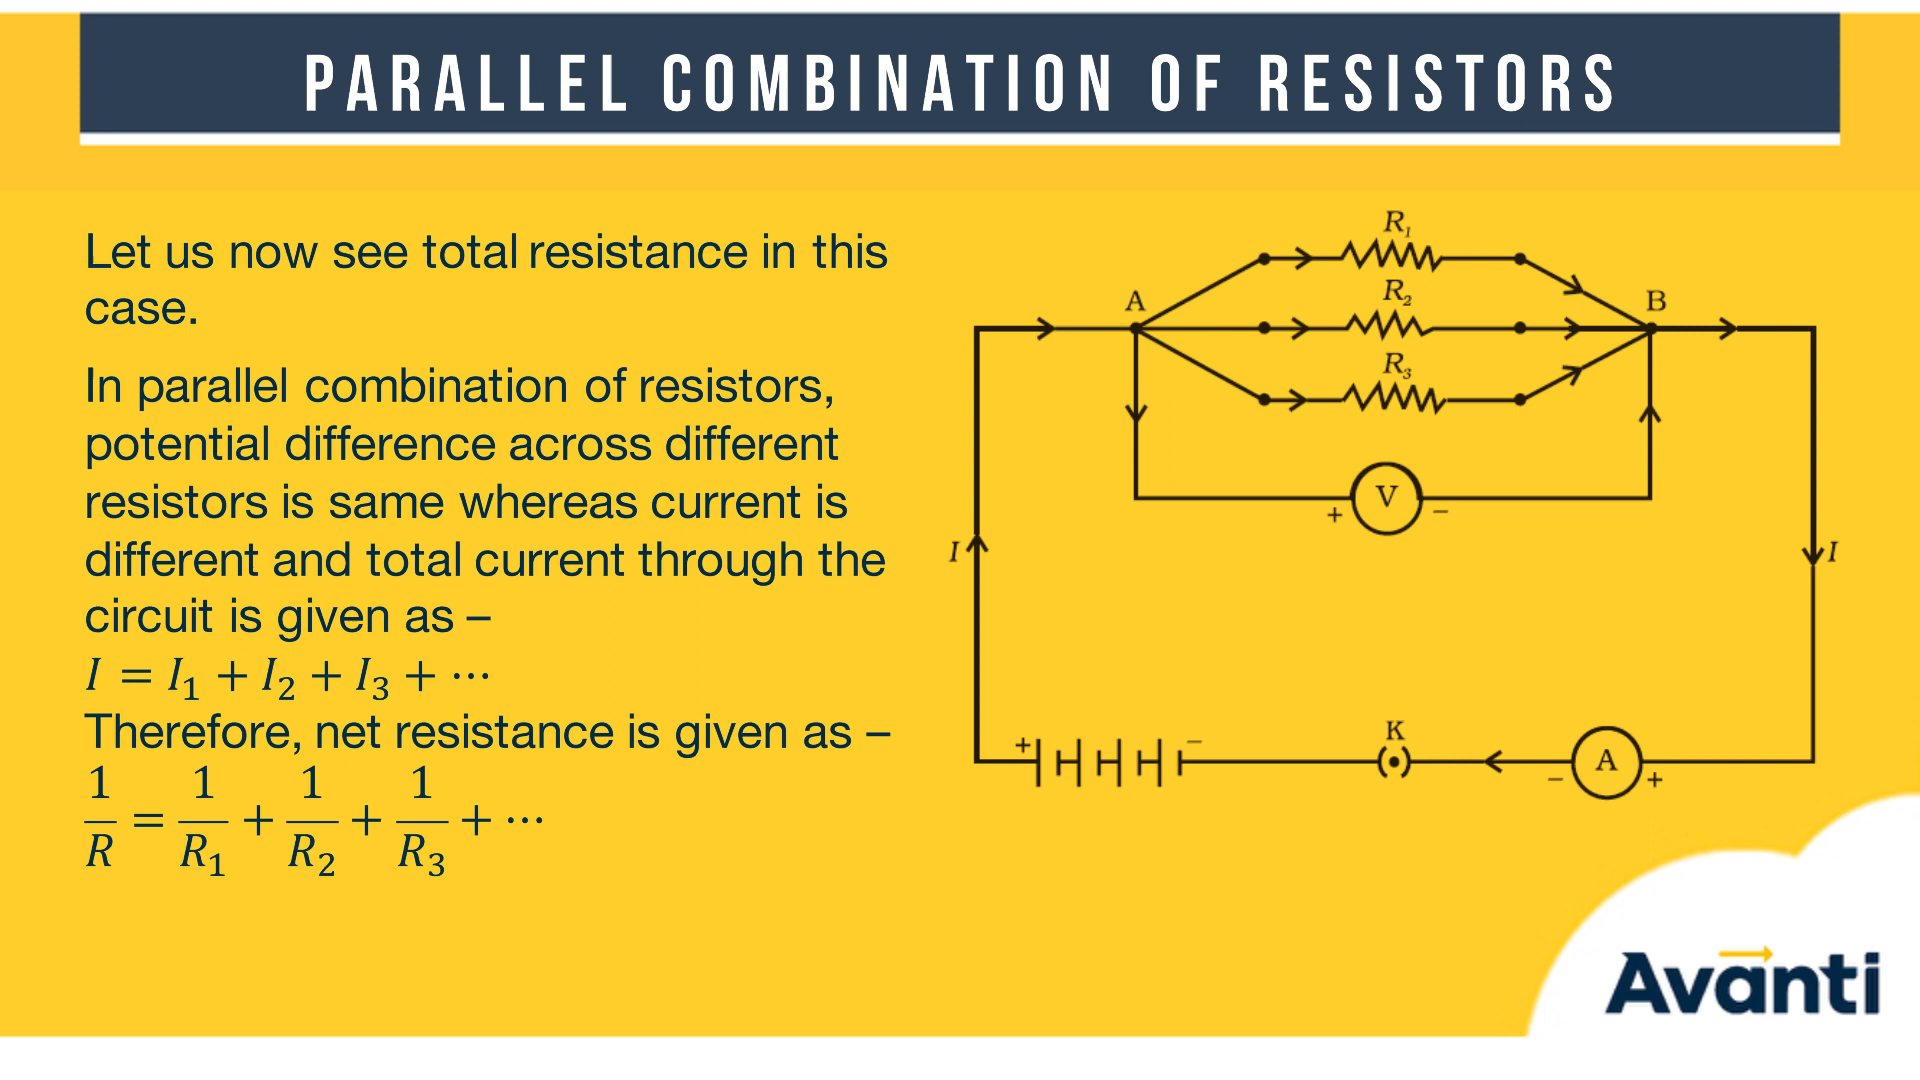 PARALLEL COMBINATION OF RESISTORS
Let us now see total resistance in this
case.
In parallel combination of resistors,
potential difference across different
resistors is same whereas current is
different and total current through the
circuit is given as –
I = I₁ + I₂ + I₃ + ⋯
Therefore, net resistance is given as –
1/R = 1/R₁ + 1/R₂ + 1/R₃ + ⋯
R₁
R₂
A B
R₃
V
+ –
I I
K
+ –
A
– +
Avanti